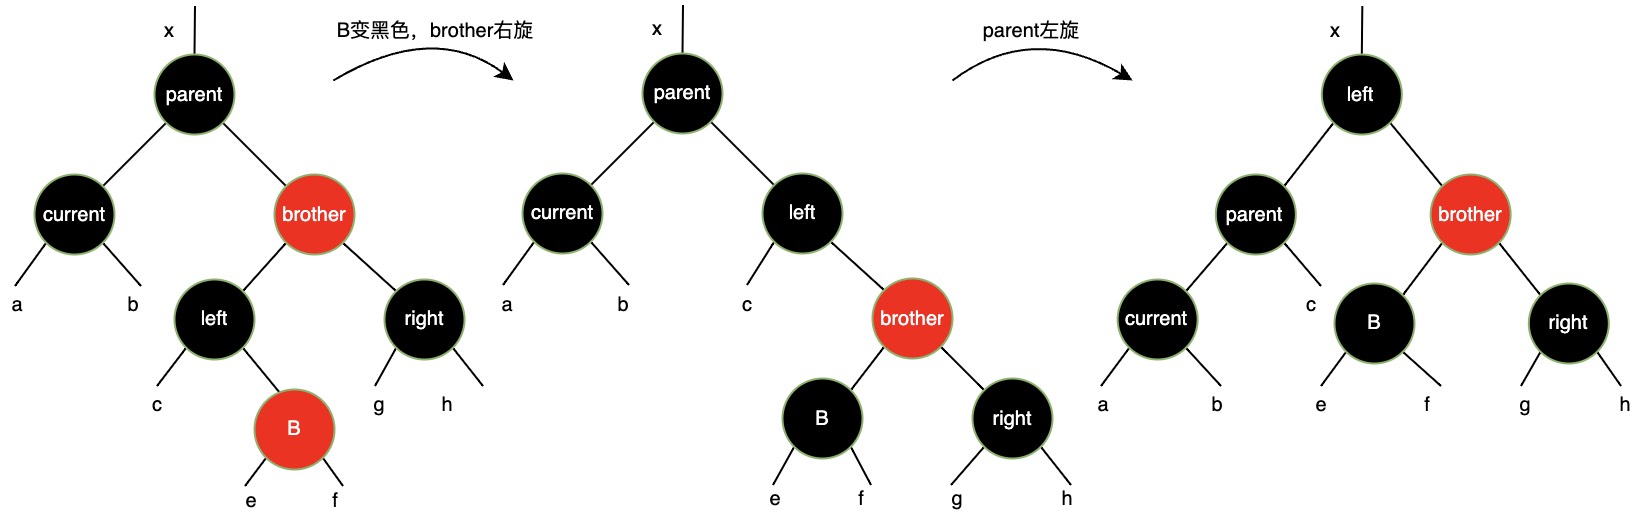 x
B变黑色，brother右旋
x
parent左旋
x
parent
parent
left
current
brother
current
left
parent
brother
a
b
left
right
a
b
c
brother
current
c
B
right
c
g
h
B
right
a
b
e
f
g
h
B
e
f
e
f
g
h